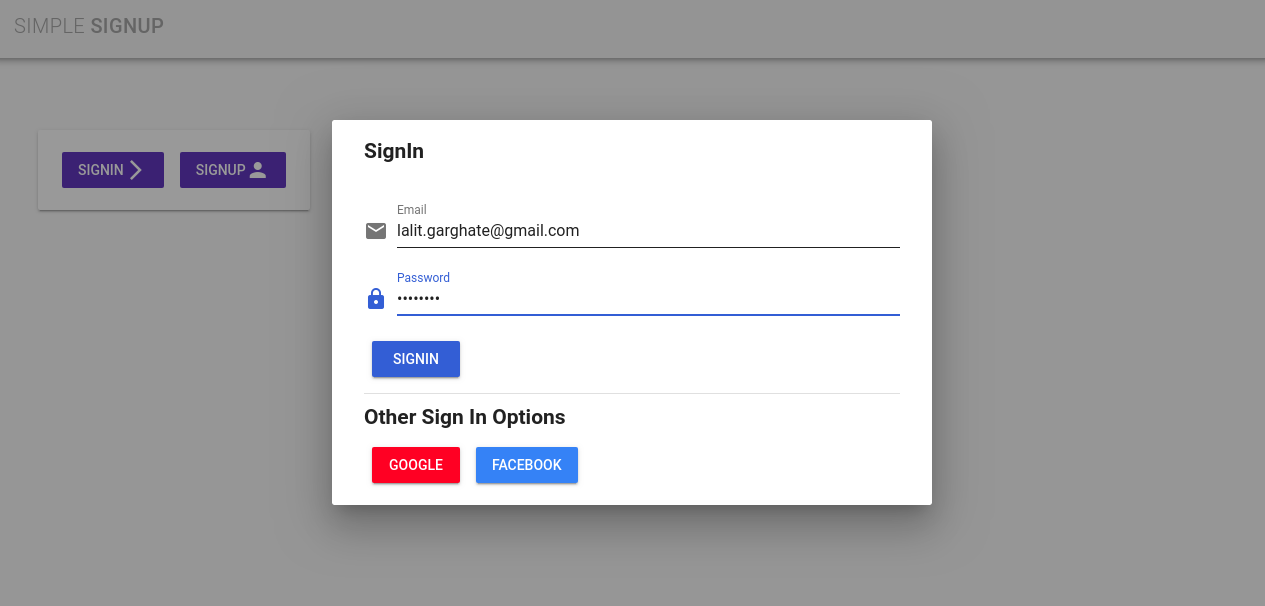 SIMPLE SIGNUP
SIGNIN SIGNUP
SignIn
Email
lalit.garghate@gmail.com
Password
••••••••
SIGNIN
Other Sign In Options
GOOGLE FACEBOOK